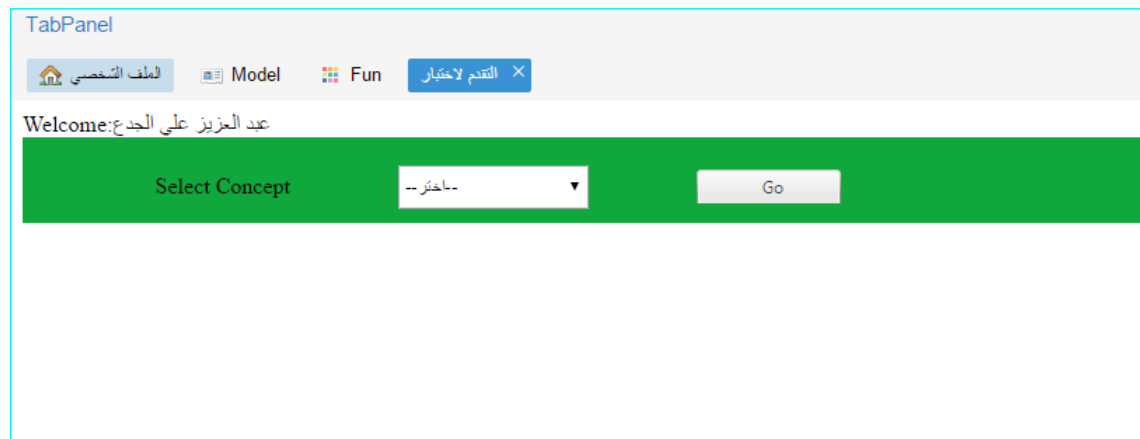 TabPanel
الملف الشخصي Model Fun التقدم لاختبار ×
Welcome:عبد العزيز علي الجدع
Select Concept --اختر-- Go